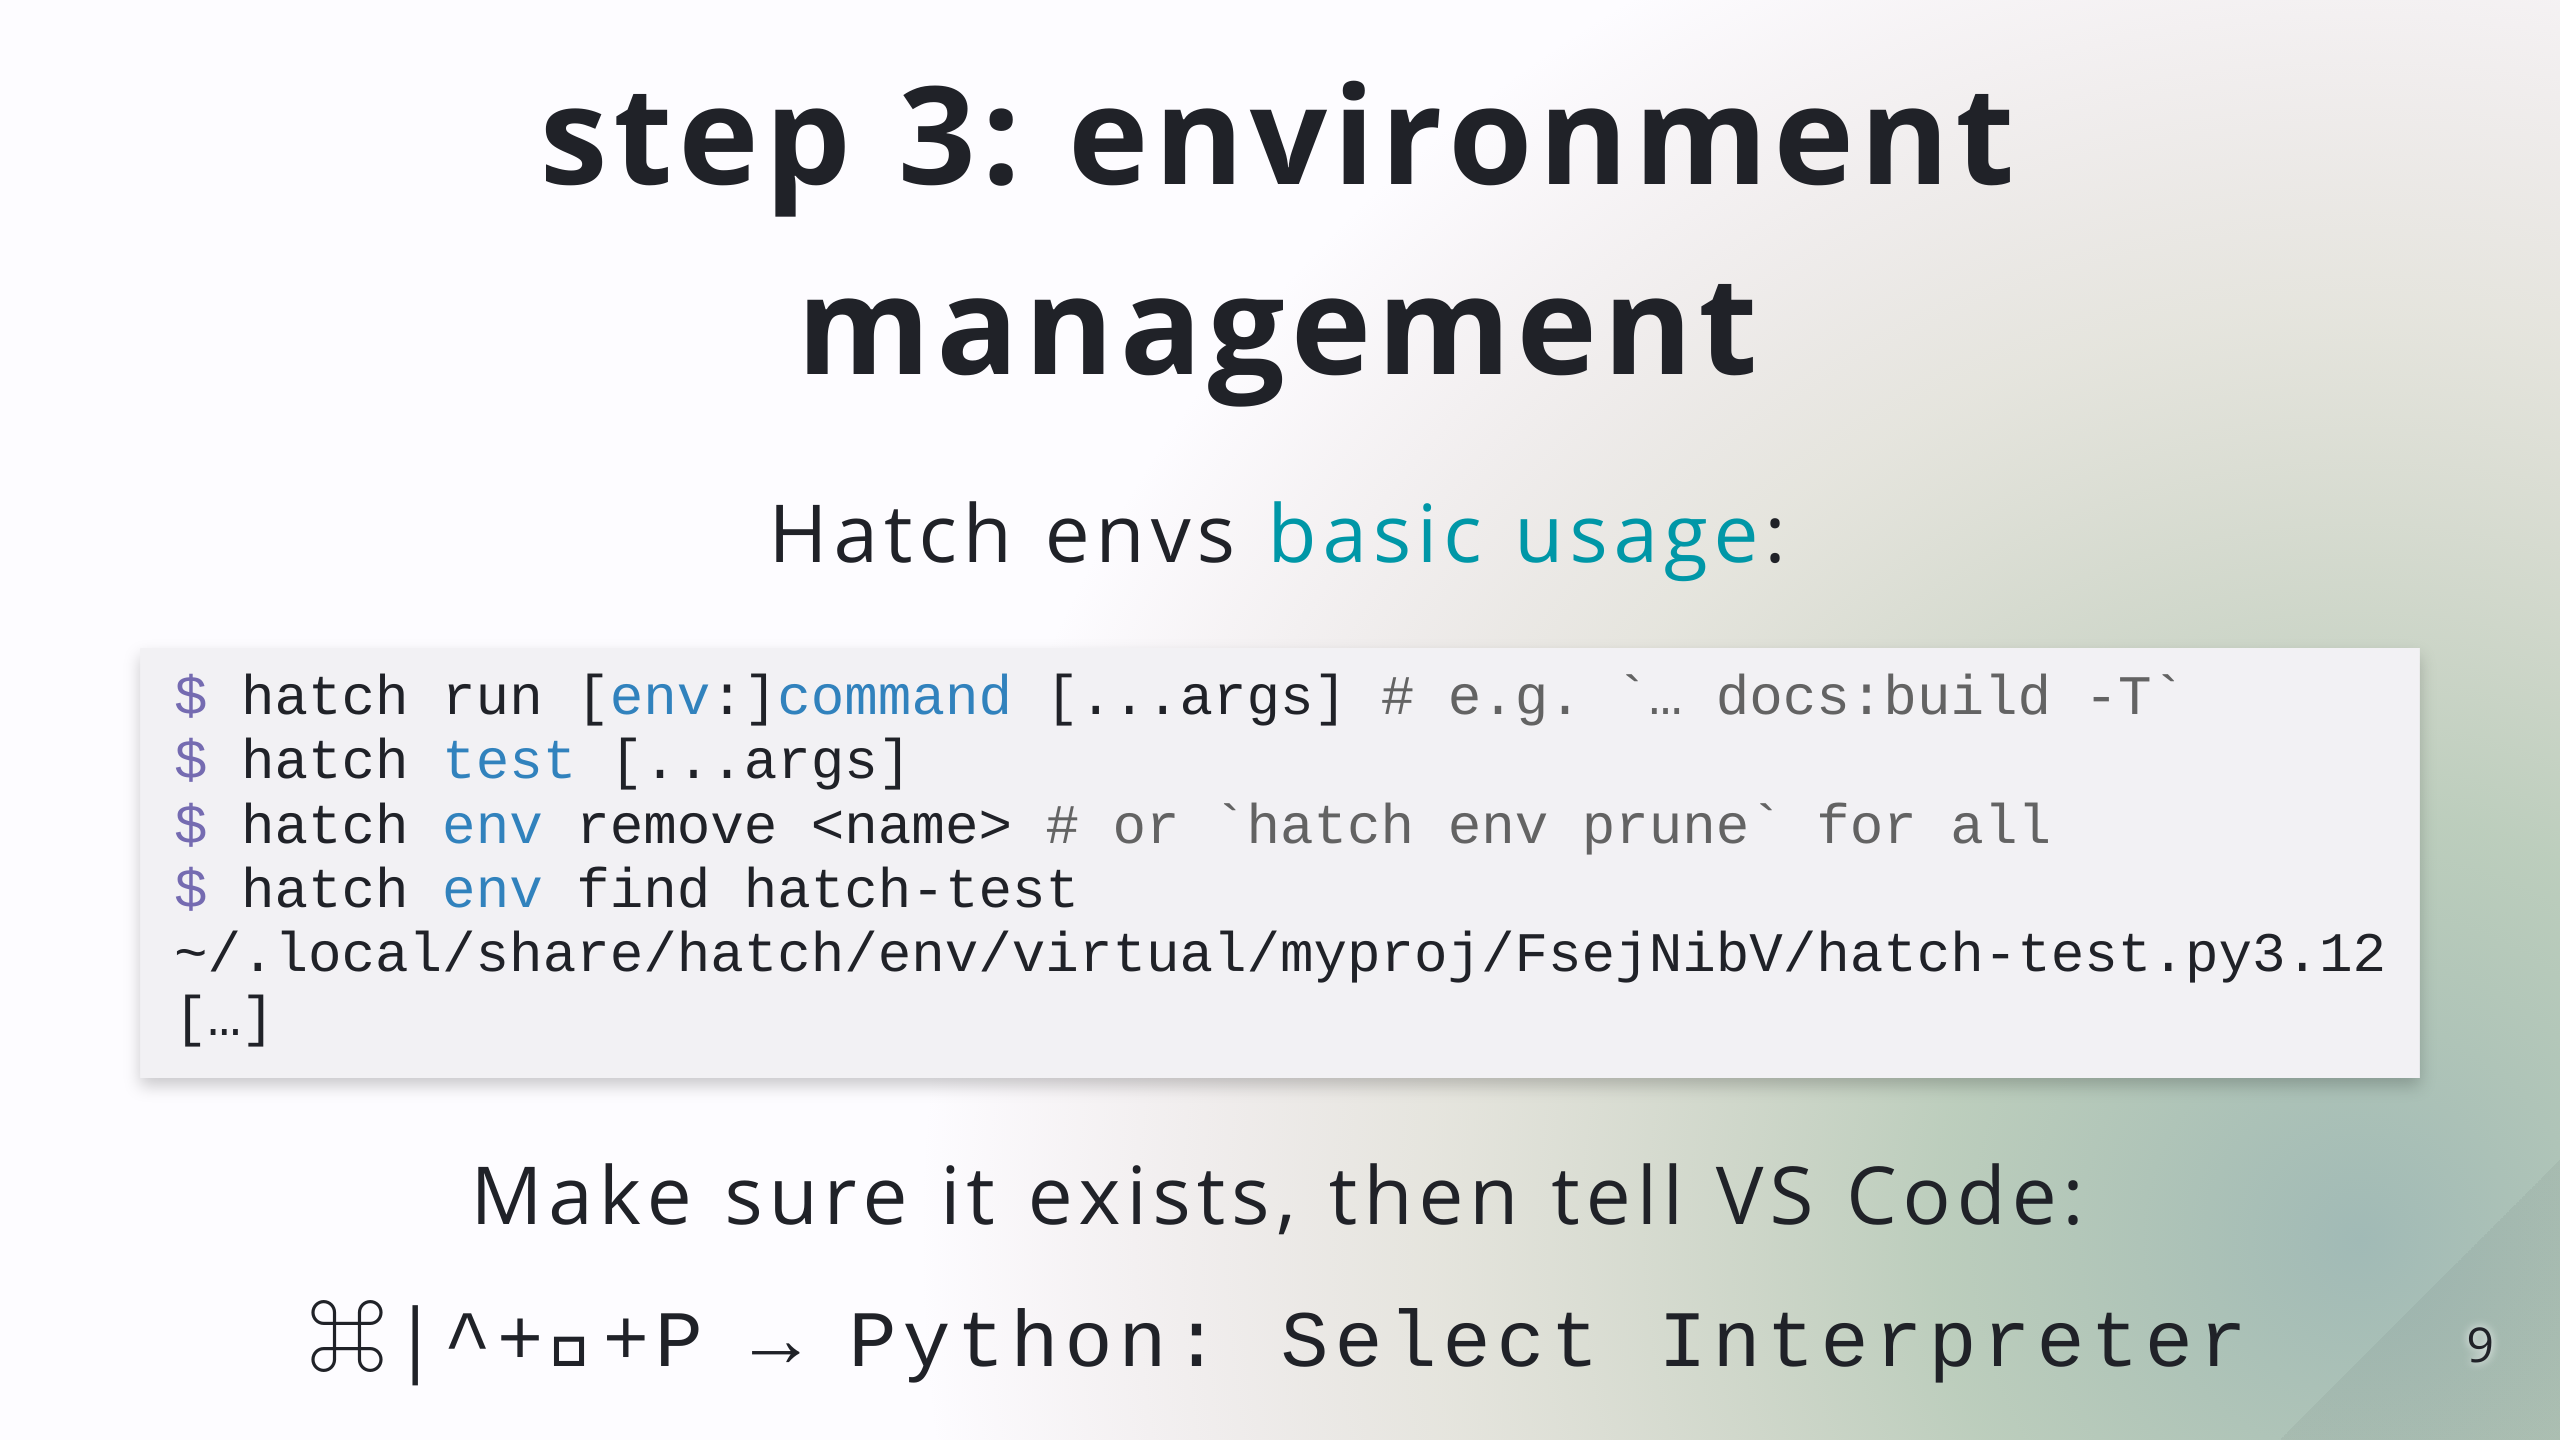 step 3: environment
management
Hatch envs basic usage:
$ hatch run [env:]command [...args] # e.g. `… docs:build -T`
$ hatch test [...args]
$ hatch env remove <name> # or `hatch env prune` for all
$ hatch env find hatch-test
~/.local/share/hatch/env/virtual/myproj/FsejNibV/hatch-test.py3.12
[…]
Make sure it exists, then tell VS Code:
⌘|^+▫+P → Python: Select Interpreter
9